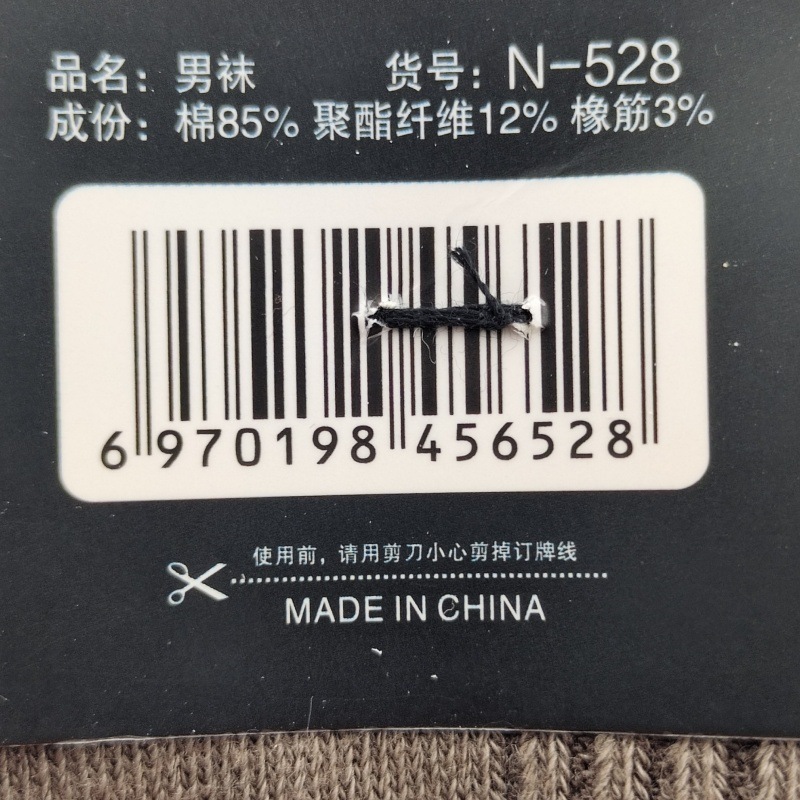 品名：男袜 货号：N-528
成份：棉85% 聚酯纤维12% 橡筋3%
6 970198 456528
使用前，请用剪刀小心剪掉订牌线
MADE IN CHINA